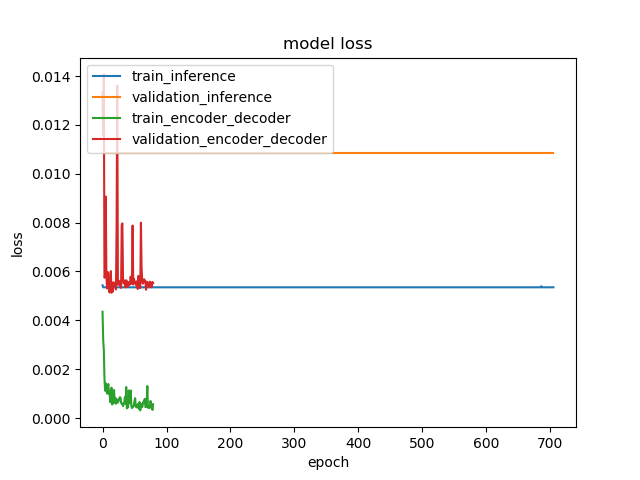 model loss
train_inference
validation_inference
train_encoder_decoder
validation_encoder_decoder
0.014
0.012
0.010
0.008
0.006
0.004
0.002
0.000
loss
0 100 200 300 400 500 600 700
epoch